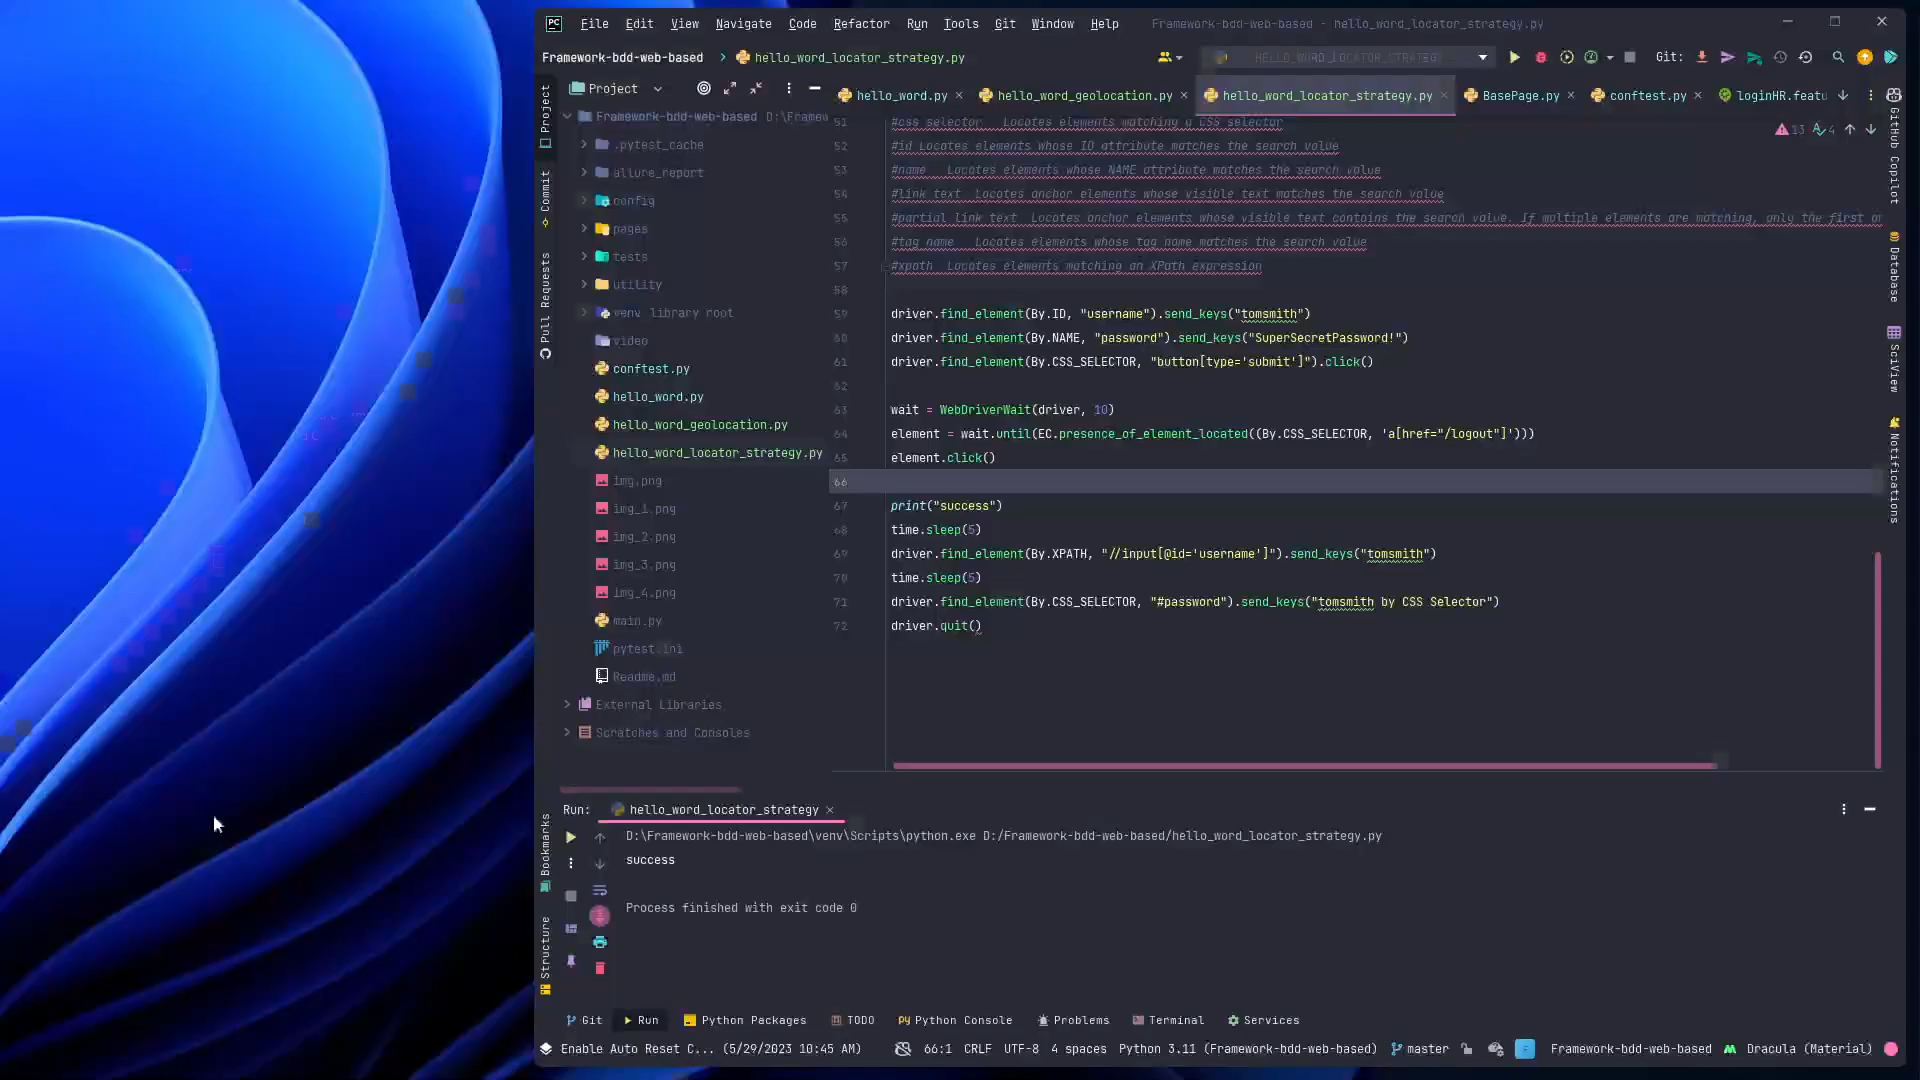 File Edit View Navigate Code Refactor Run Tools Git Window Help Framework-bdd-web-based - hello_word_locator_strategy.py
Framework-bdd-web-based hello_word_locator_strategy.py HELLO_WORD_LOCATOR_STRATEGY Git:
Project hello_word.py hello_word_geolocation.py hello_word_locator_strategy.py BasePage.py conftest.py loginHR.featu
13 4
Project
Commit
Pull Requests
Bookmarks
Structure
GitHub Copilot
Database
SciView
Notifications
Framework-bdd-web-based D:\Framew
.pytest_cache
allure_report
config
pages
tests
utility
venv library root
video
conftest.py
hello_word.py
hello_word_geolocation.py
hello_word_locator_strategy.py
img.png
img_1.png
img_2.png
img_3.png
img_4.png
main.py
pytest.ini
Readme.md
External Libraries
Scratches and Consoles
51 #css selector Locates elements matching a CSS selector
52 #id Locates elements whose ID attribute matches the search value
53 #name Locates elements whose NAME attribute matches the search value
54 #link text Locates anchor elements whose visible text matches the search value
55 #partial link text Locates anchor elements whose visible text contains the search value. If multiple elements are matching, only the first
56 #tag name Locates elements whose tag name matches the search value
57 #xpath Locates elements matching an XPath expression
58
59 driver.find_element(By.ID, "username").send_keys("tomsmith")
60 driver.find_element(By.NAME, "password").send_keys("SuperSecretPassword!")
61 driver.find_element(By.CSS_SELECTOR, "button[type='submit']").click()
62
63 wait = WebDriverWait(driver, 10)
64 element = wait.until(EC.presence_of_element_located((By.CSS_SELECTOR, 'a[href="/logout"]')))
65 element.click()
66
67 print("success")
68 time.sleep(5)
69 driver.find_element(By.XPATH, "//input[@id='username']").send_keys("tomsmith")
70 time.sleep(5)
71 driver.find_element(By.CSS_SELECTOR, "#password").send_keys("tomsmith by CSS Selector")
72 driver.quit()
Run: hello_word_locator_strategy
D:\Framework-bdd-web-based\venv\Scripts\python.exe D:/Framework-bdd-web-based/hello_word_locator_strategy.py
success
Process finished with exit code 0
Git Run Python Packages TODO Python Console Problems Terminal Services
Enable Auto Reset C... (5/29/2023 10:45 AM) 66:1 CRLF UTF-8 4 spaces Python 3.11 (Framework-bdd-web-based) master Framework-bdd-web-based Dracula (Material)